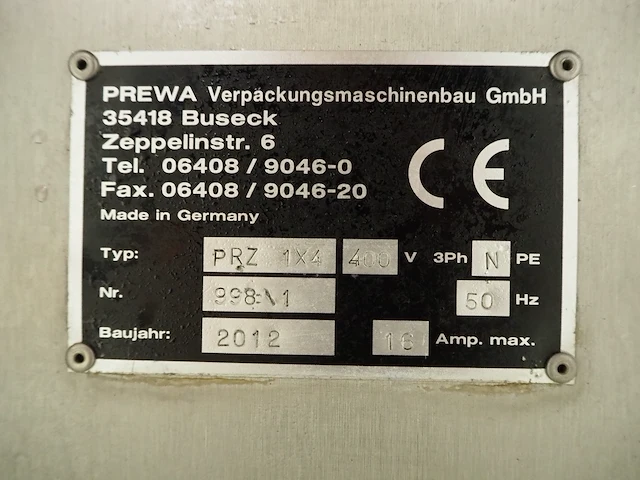 PREWA Verpackungsmaschinenbau GmbH
35418 Buseck
Zeppelinstr. 6
Tel. 06408 / 9046-0
Fax. 06408 / 9046-20
CE
Made in Germany
Typ: PRZ 1X4 400 V 3Ph N PE
Nr. 50 Hz
Baujahr: 2012 16 Amp. max.